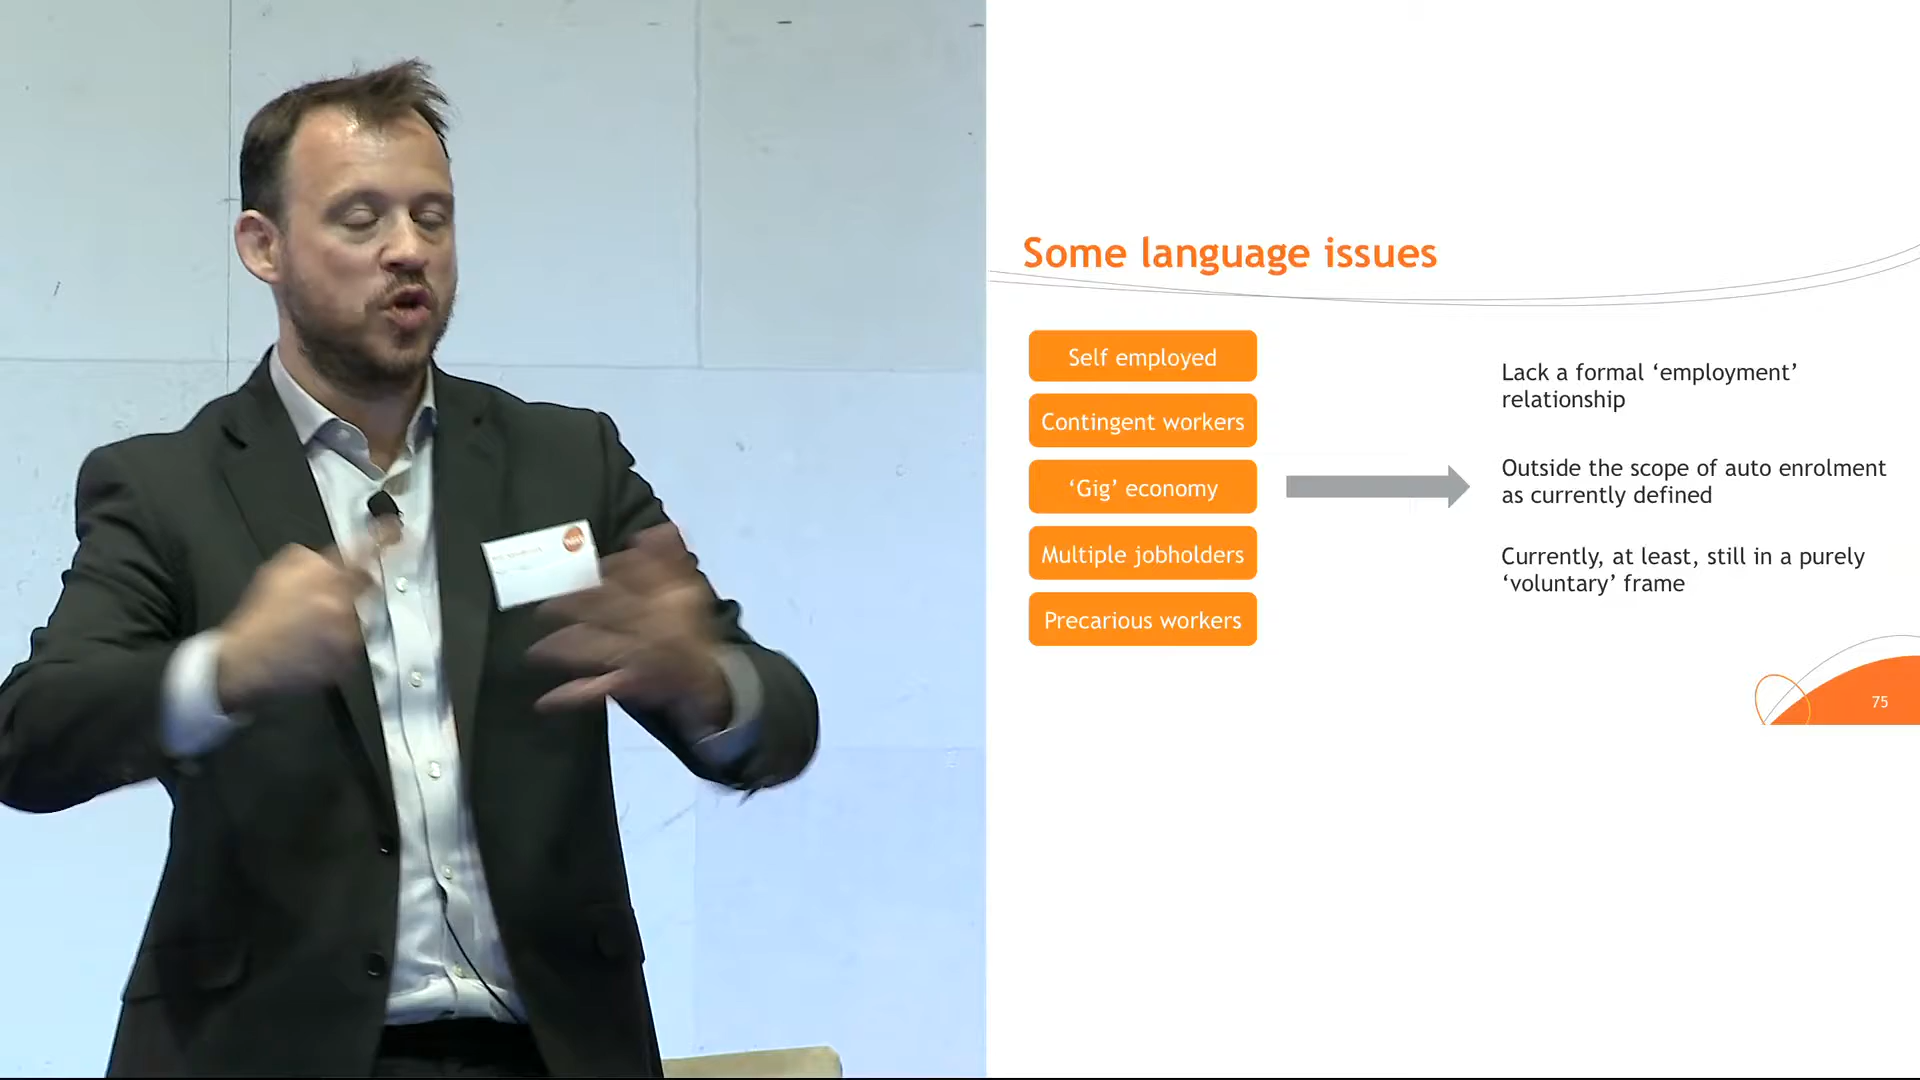 Some language issues
Self employed
Contingent workers
‘Gig’ economy
Multiple jobholders
Precarious workers
Lack a formal ‘employment’
relationship
Outside the scope of auto enrolment
as currently defined
Currently, at least, still in a purely
‘voluntary’ frame
75